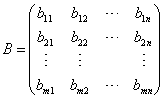 B = ( b₁₁ b₁₂ ⋯ b₁ₙ
b₂₁ b₂₂ ⋯ b₂ₙ
⋮ ⋮ ⋮
bₘ₁ bₘ₂ ⋯ bₘₙ )